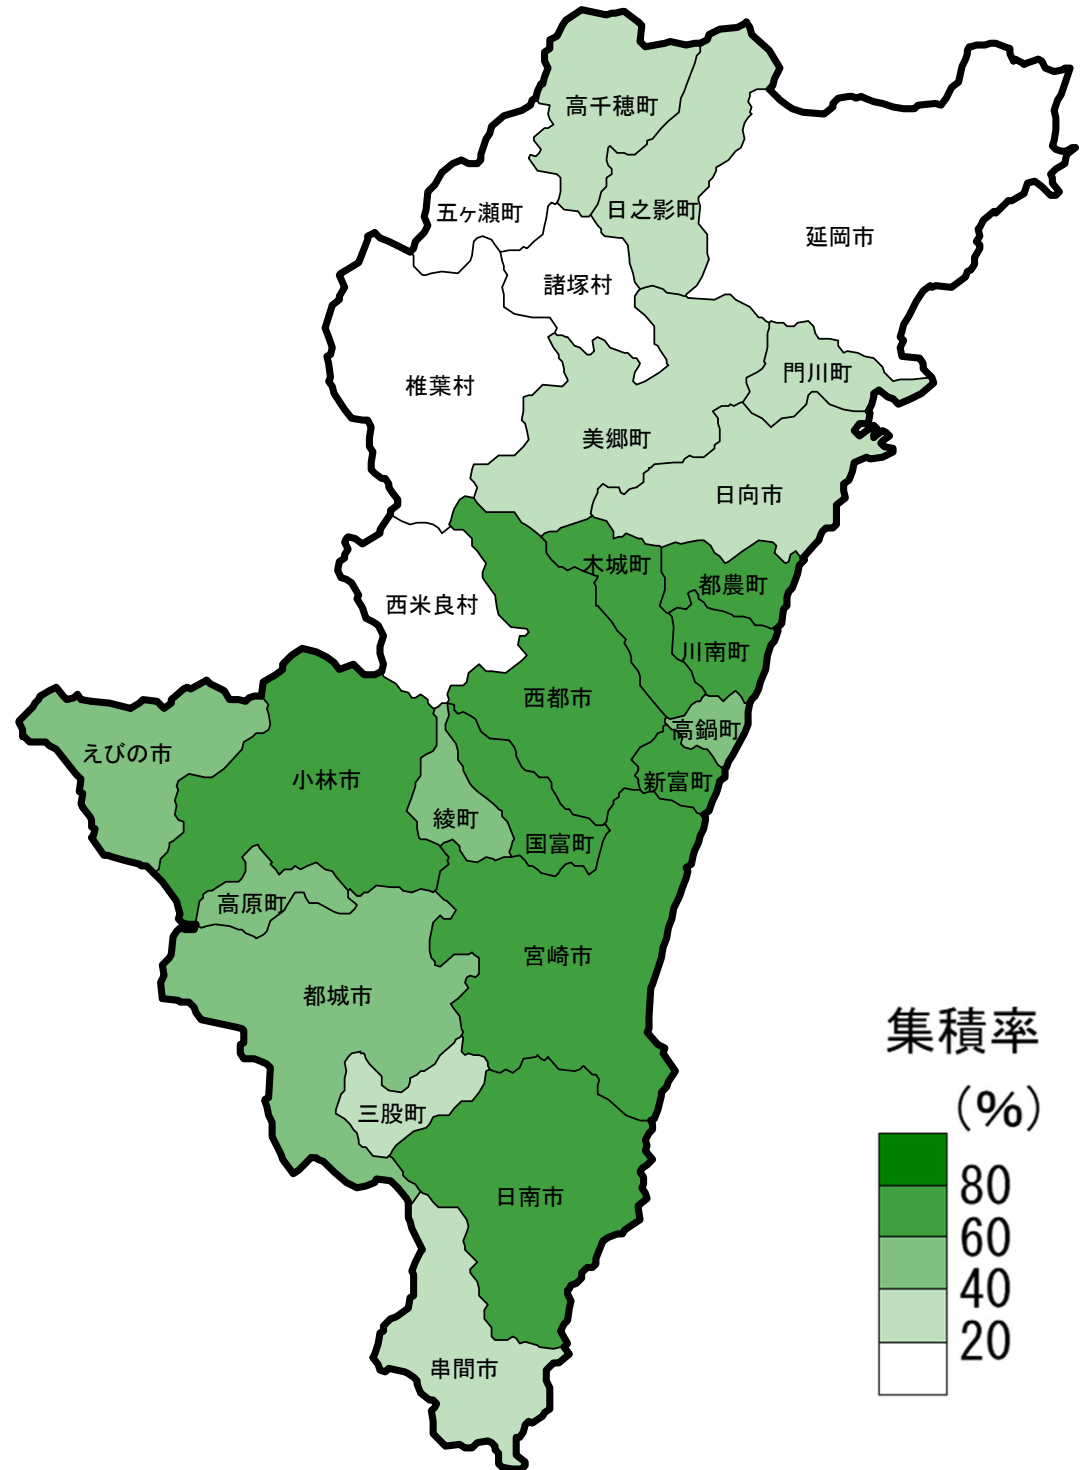 高千穂町
日之影町
五ヶ瀬町
延岡市
諸塚村
門川町
椎葉村
美郷町
日向市
木城町
都農町
西米良村
川南町
西都市
高鍋町
えびの市
小林市
新富町
綾町
国富町
高原町
宮崎市
都城市
三股町
日南市
串間市
集積率
(%)
80
60
40
20